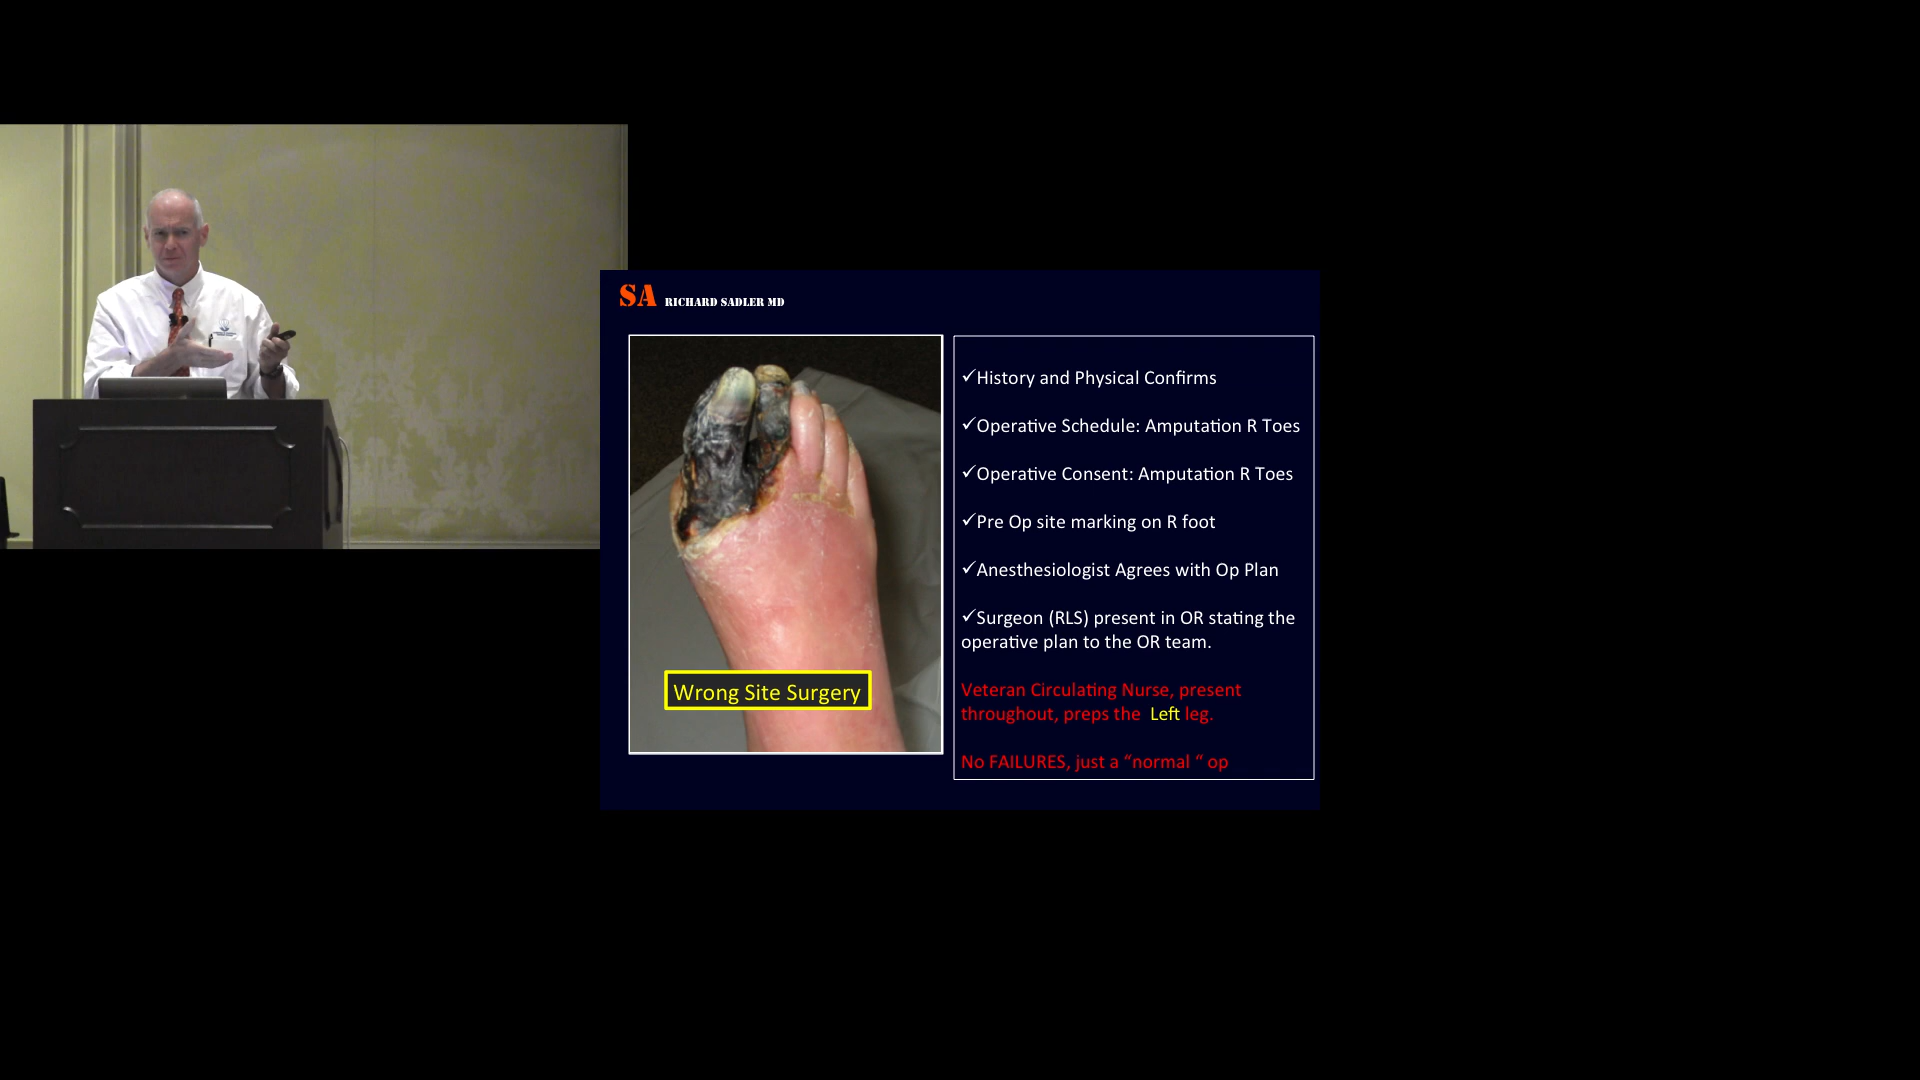 SA RICHARD SADLER MD
✓History and Physical Confirms
✓Operative Schedule: Amputation R Toes
✓Operative Consent: Amputation R Toes
✓Pre Op site marking on R foot
✓Anesthesiologist Agrees with Op Plan
✓Surgeon (RLS) present in OR stating the
operative plan to the OR team.
Veteran Circulating Nurse, present
throughout, preps the Left leg.
No FAILURES, just a “normal “ op
Wrong Site Surgery